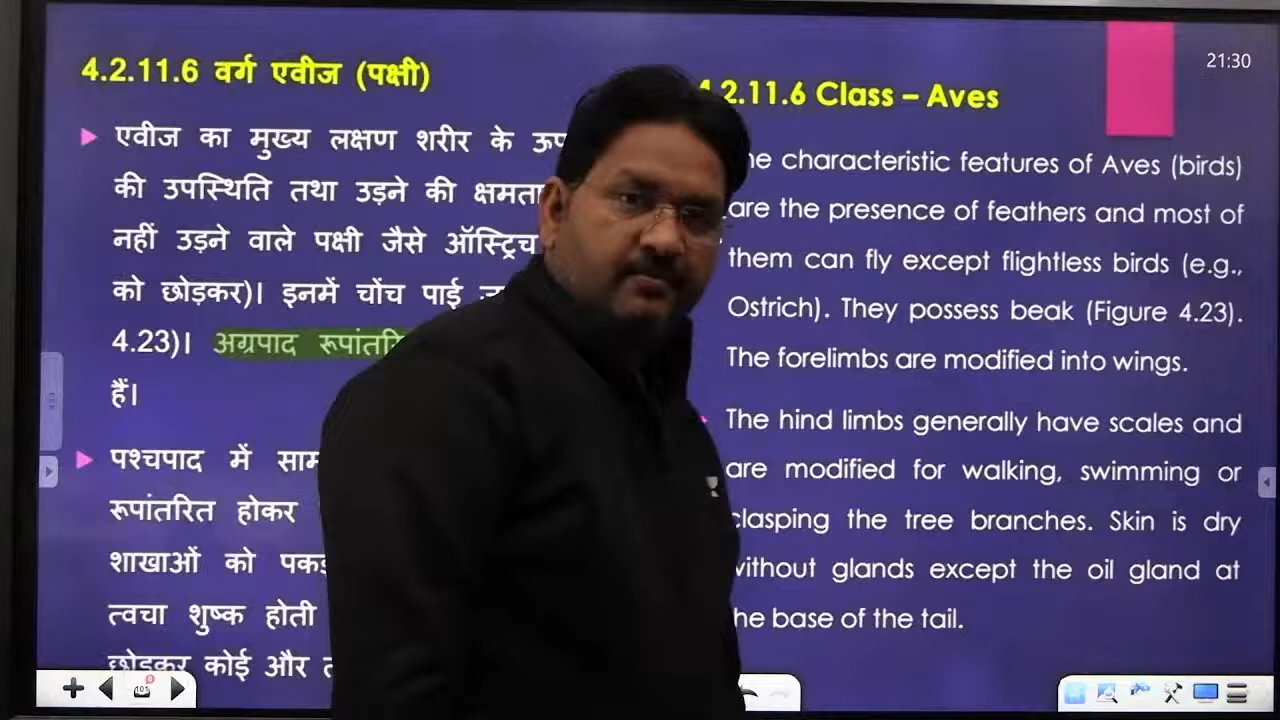 21:30
4.2.11.6 वर्ग एवीज (पक्षी)
एवीज का मुख्य लक्षण शरीर के
की उपस्थिति तथा उड़ने की क्षमता
नहीं उड़ने वाले पक्षी जैसे ऑस्ट्रिच
को छोड़कर)। इनमें चोंच पाई
4.23)। अग्रपाद
हैं।
पश्चपाद में
रूपांतरित होकर
शाखाओं को
त्वचा शुष्क होती
छोड़कर कोई और
4.2.11.6 Class – Aves
characteristic features of Aves (birds)
are the presence of feathers and most of
them can fly except flightless birds (e.g.,
Ostrich). They possess beak (Figure 4.23).
The forelimbs are modified into wings.
The hind limbs generally have scales and
are modified for walking, swimming or
clasping the tree branches. Skin is dry
without glands except the oil gland at
the base of the tail.
101